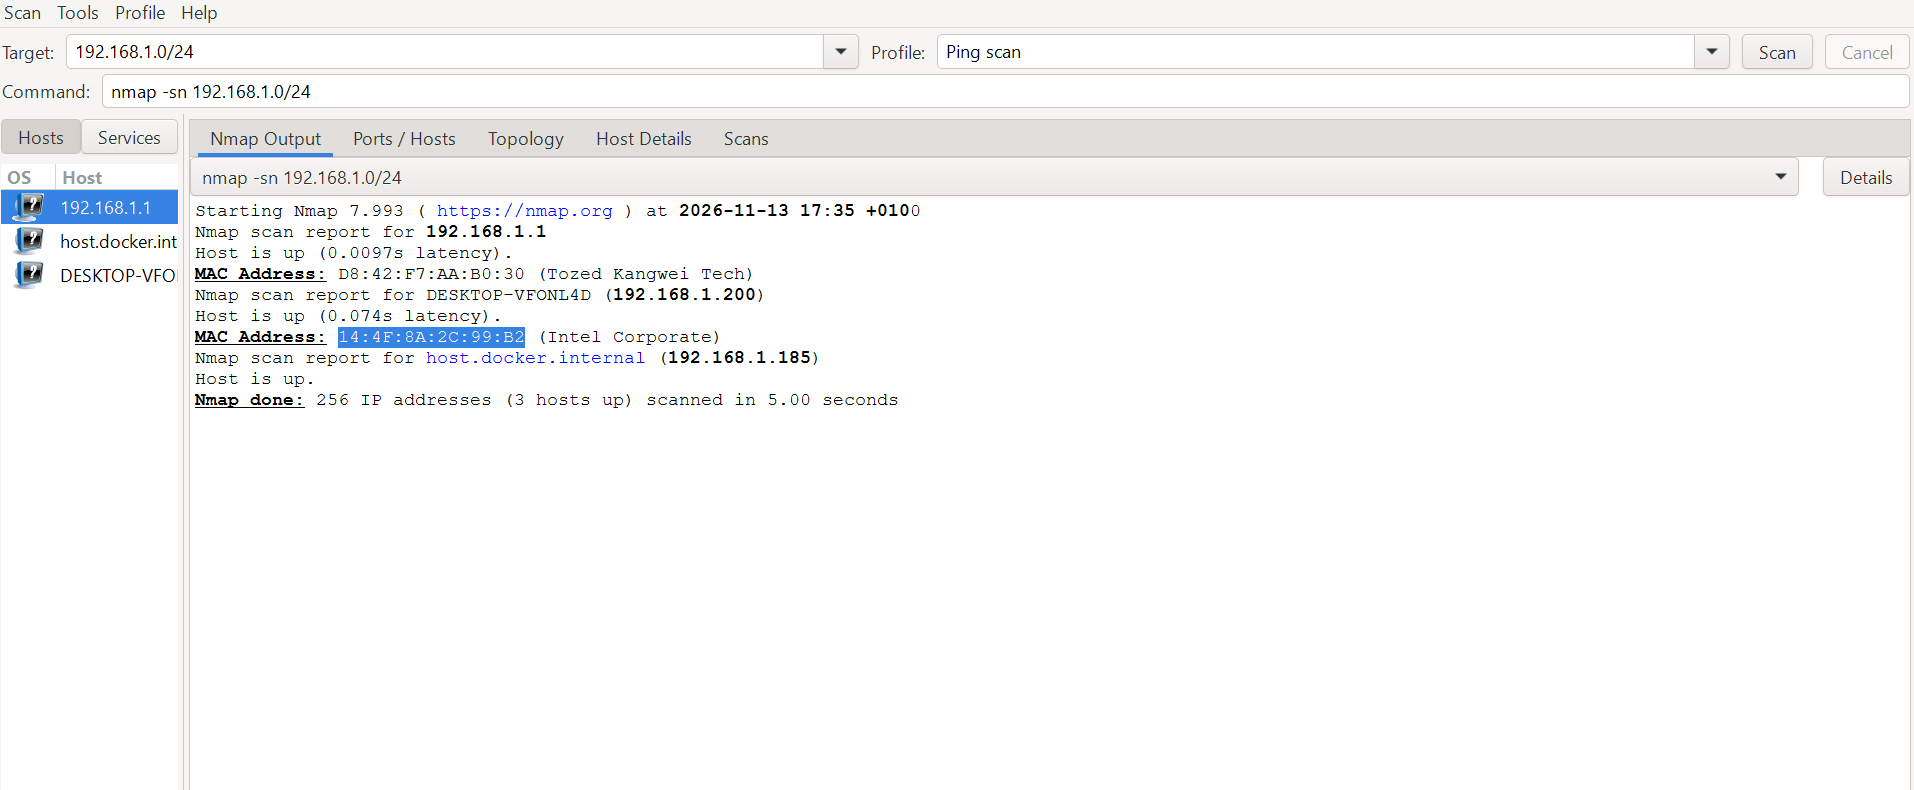 Scan Tools Profile Help
Target: 192.168.1.0/24 Profile: Ping scan Scan Cancel
Command: nmap -sn 192.168.1.0/24
Hosts Services
OS Host
192.168.1.1
host.docker.int
DESKTOP-VFO
Nmap Output Ports / Hosts Topology Host Details Scans
nmap -sn 192.168.1.0/24 Details
Starting Nmap 7.993 ( https://nmap.org ) at 2026-11-13 17:35 +0100
Nmap scan report for 192.168.1.1
Host is up (0.0097s latency).
MAC Address: D8:42:F7:AA:B0:30 (Tozed Kangwei Tech)
Nmap scan report for DESKTOP-VFONL4D (192.168.1.200)
Host is up (0.074s latency).
MAC Address: 14:4F:8A:2C:99:B2 (Intel Corporate)
Nmap scan report for host.docker.internal (192.168.1.185)
Host is up.
Nmap done: 256 IP addresses (3 hosts up) scanned in 5.00 seconds